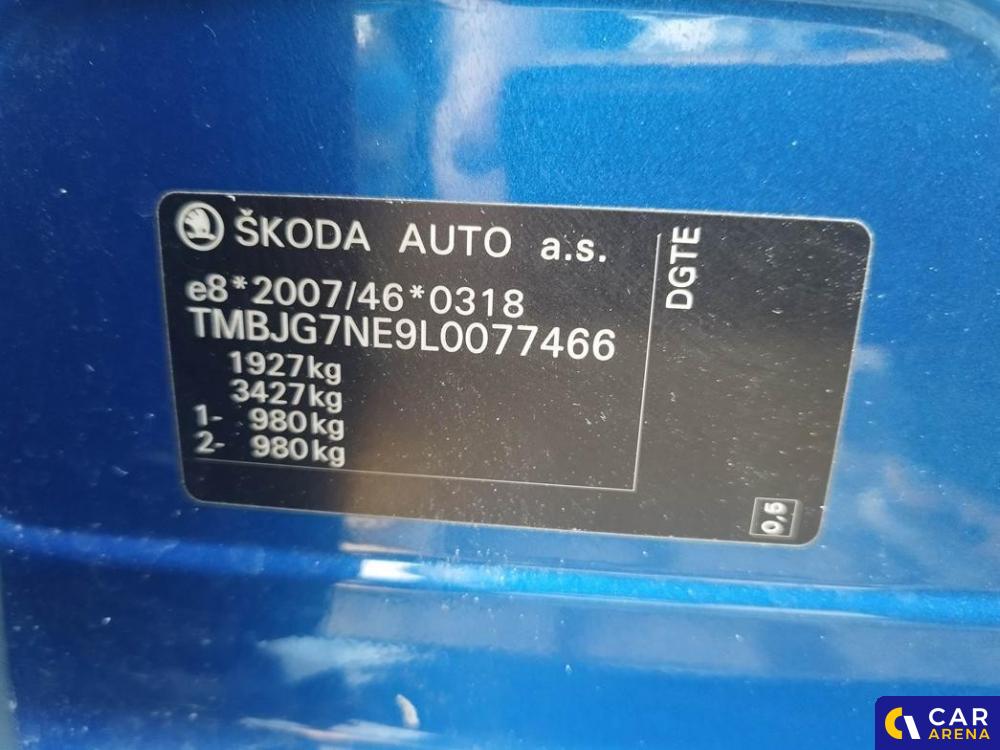 ŠKODA AUTO a.s.
e8*2007/46*0318
TMBJG7NE9L0077466
1927kg
3427kg
1- 980kg
2- 980kg
DGTE
0,5
CAR
ARENA